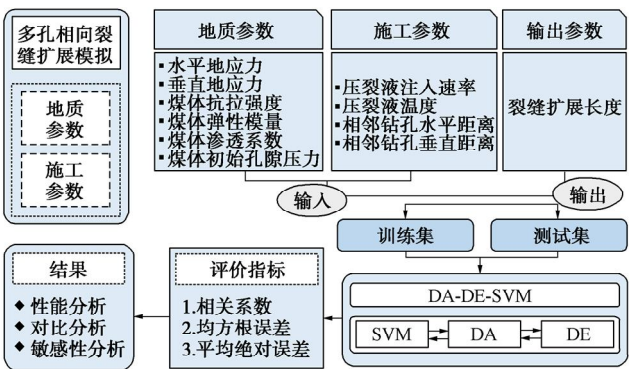 多孔相向裂
缝扩展模拟
地质
参数
施工
参数
地质参数
▪水平地应力
▪垂直地应力
▪煤体抗拉强度
▪煤体弹性模量
▪煤体渗透系数
▪煤体初始孔隙压力
施工参数
▪压裂液注入速率
▪压裂液温度
▪相邻钻孔水平距离
▪相邻钻孔垂直距离
输出参数
裂缝扩展长度
输入
输出
训练集
测试集
DA-DE-SVM
SVM
DA
DE
评价指标
1.相关系数
2.均方根误差
3.平均绝对误差
结果
◆ 性能分析
◆ 对比分析
◆ 敏感性分析